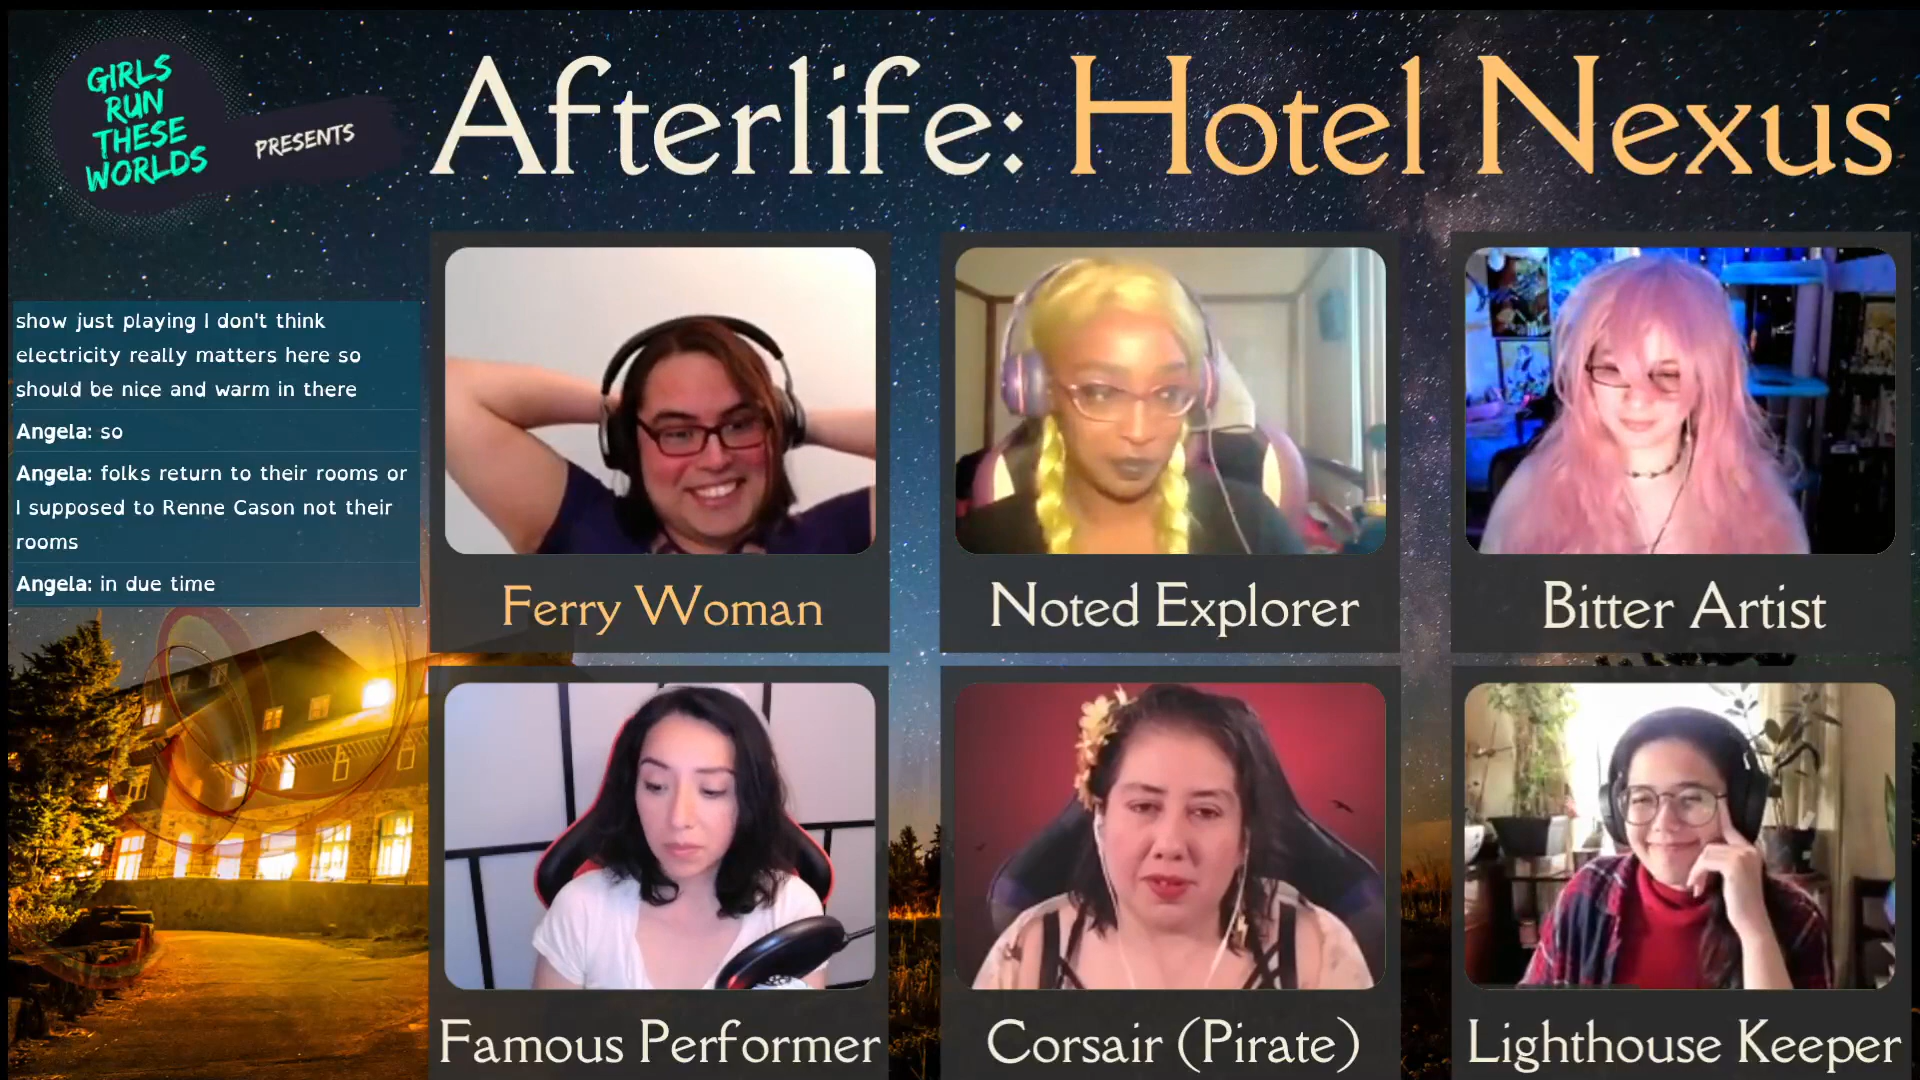 GIRLS
RUN
THESE
WORLDS
PRESENTS
Afterlife: Hotel Nexus
show just playing I don't think
electricity really matters here so
should be nice and warm in there
Angela: so
Angela: folks return to their rooms or
I supposed to Renne Cason not their
rooms
Angela: in due time
Ferry Woman
Noted Explorer
Bitter Artist
Famous Performer
Corsair (Pirate)
Lighthouse Keeper